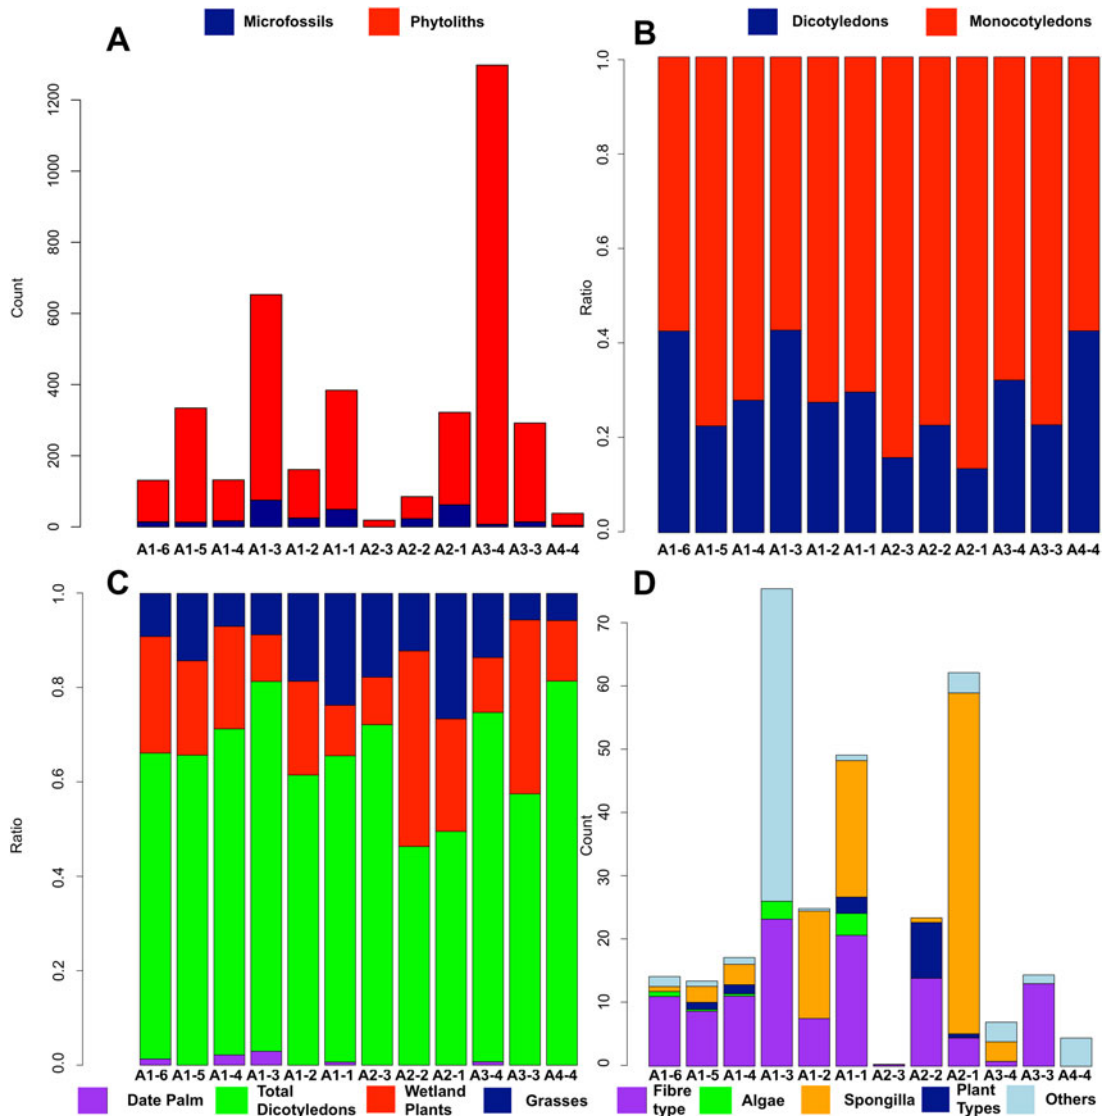 A
Microfossils Phytoliths
Count
0 200 400 600 800 1000 1200
A1-6 A1-5 A1-4 A1-3 A1-2 A1-1 A2-3 A2-2 A2-1 A3-4 A3-3 A4-4
B
Dicotyledons Monocotyledons
Ratio
0.0 0.2 0.4 0.6 0.8 1.0
A1-6 A1-5 A1-4 A1-3 A1-2 A1-1 A2-3 A2-2 A2-1 A3-4 A3-3 A4-4
C
Ratio
0.0 0.2 0.4 0.6 0.8 1.0
A1-6 A1-5 A1-4 A1-3 A1-2 A1-1 A2-3 A2-2 A2-1 A3-4 A3-3 A4-4
Date Palm
Total
Dicotyledons
Wetland
Plants
Grasses
D
Count
0 10 20 30 40 50 60 70
A1-6 A1-5 A1-4 A1-3 A1-2 A1-1 A2-3 A2-2 A2-1 A3-4 A3-3 A4-4
Fibre
type
Algae
Spongilla
Plant
Types
Others